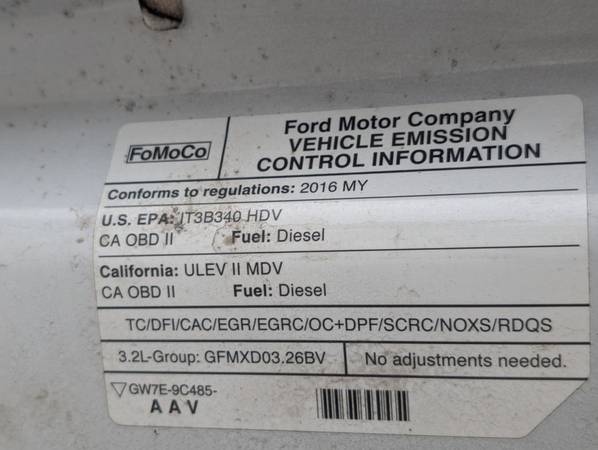 FoMoCo
Ford Motor Company
VEHICLE EMISSION
CONTROL INFORMATION
Conforms to regulations: 2016 MY
U.S. EPA: IT3B340 HDV
CA OBD II Fuel: Diesel
California: ULEV II MDV
CA OBD II Fuel: Diesel
TC/DFI/CAC/EGR/EGRC/OC+DPF/SCRC/NOXS/RDQS
3.2L-Group: GFMXD03.26BV No adjustments needed.
GW7E-9C485-
AAV